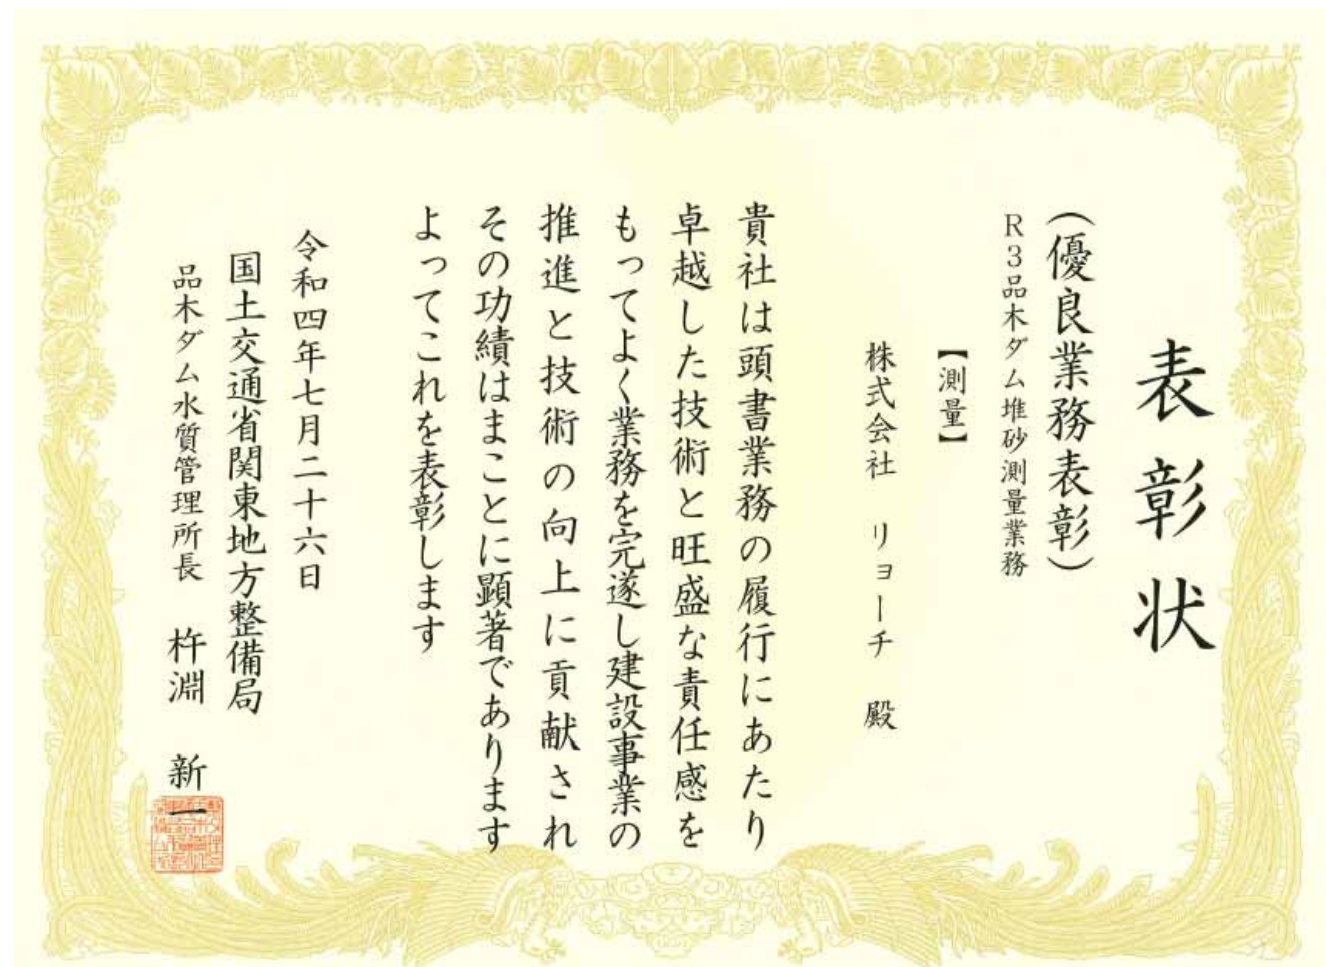 表彰状
(優良業務表彰)
R3品木ダム堆砂測量業務
【測量】
株式会社 リョーチ 殿
貴社は頭書業務の履行にあたり
卓越した技術と旺盛な責任感を
もってよく業務を完遂し建設事業の
推進と技術の向上に貢献され
その功績はまことに顕著であります
よってこれを表彰します
令和四年七月二十六日
国土交通省関東地方整備局
品木ダム水質管理所長 杵淵 新一